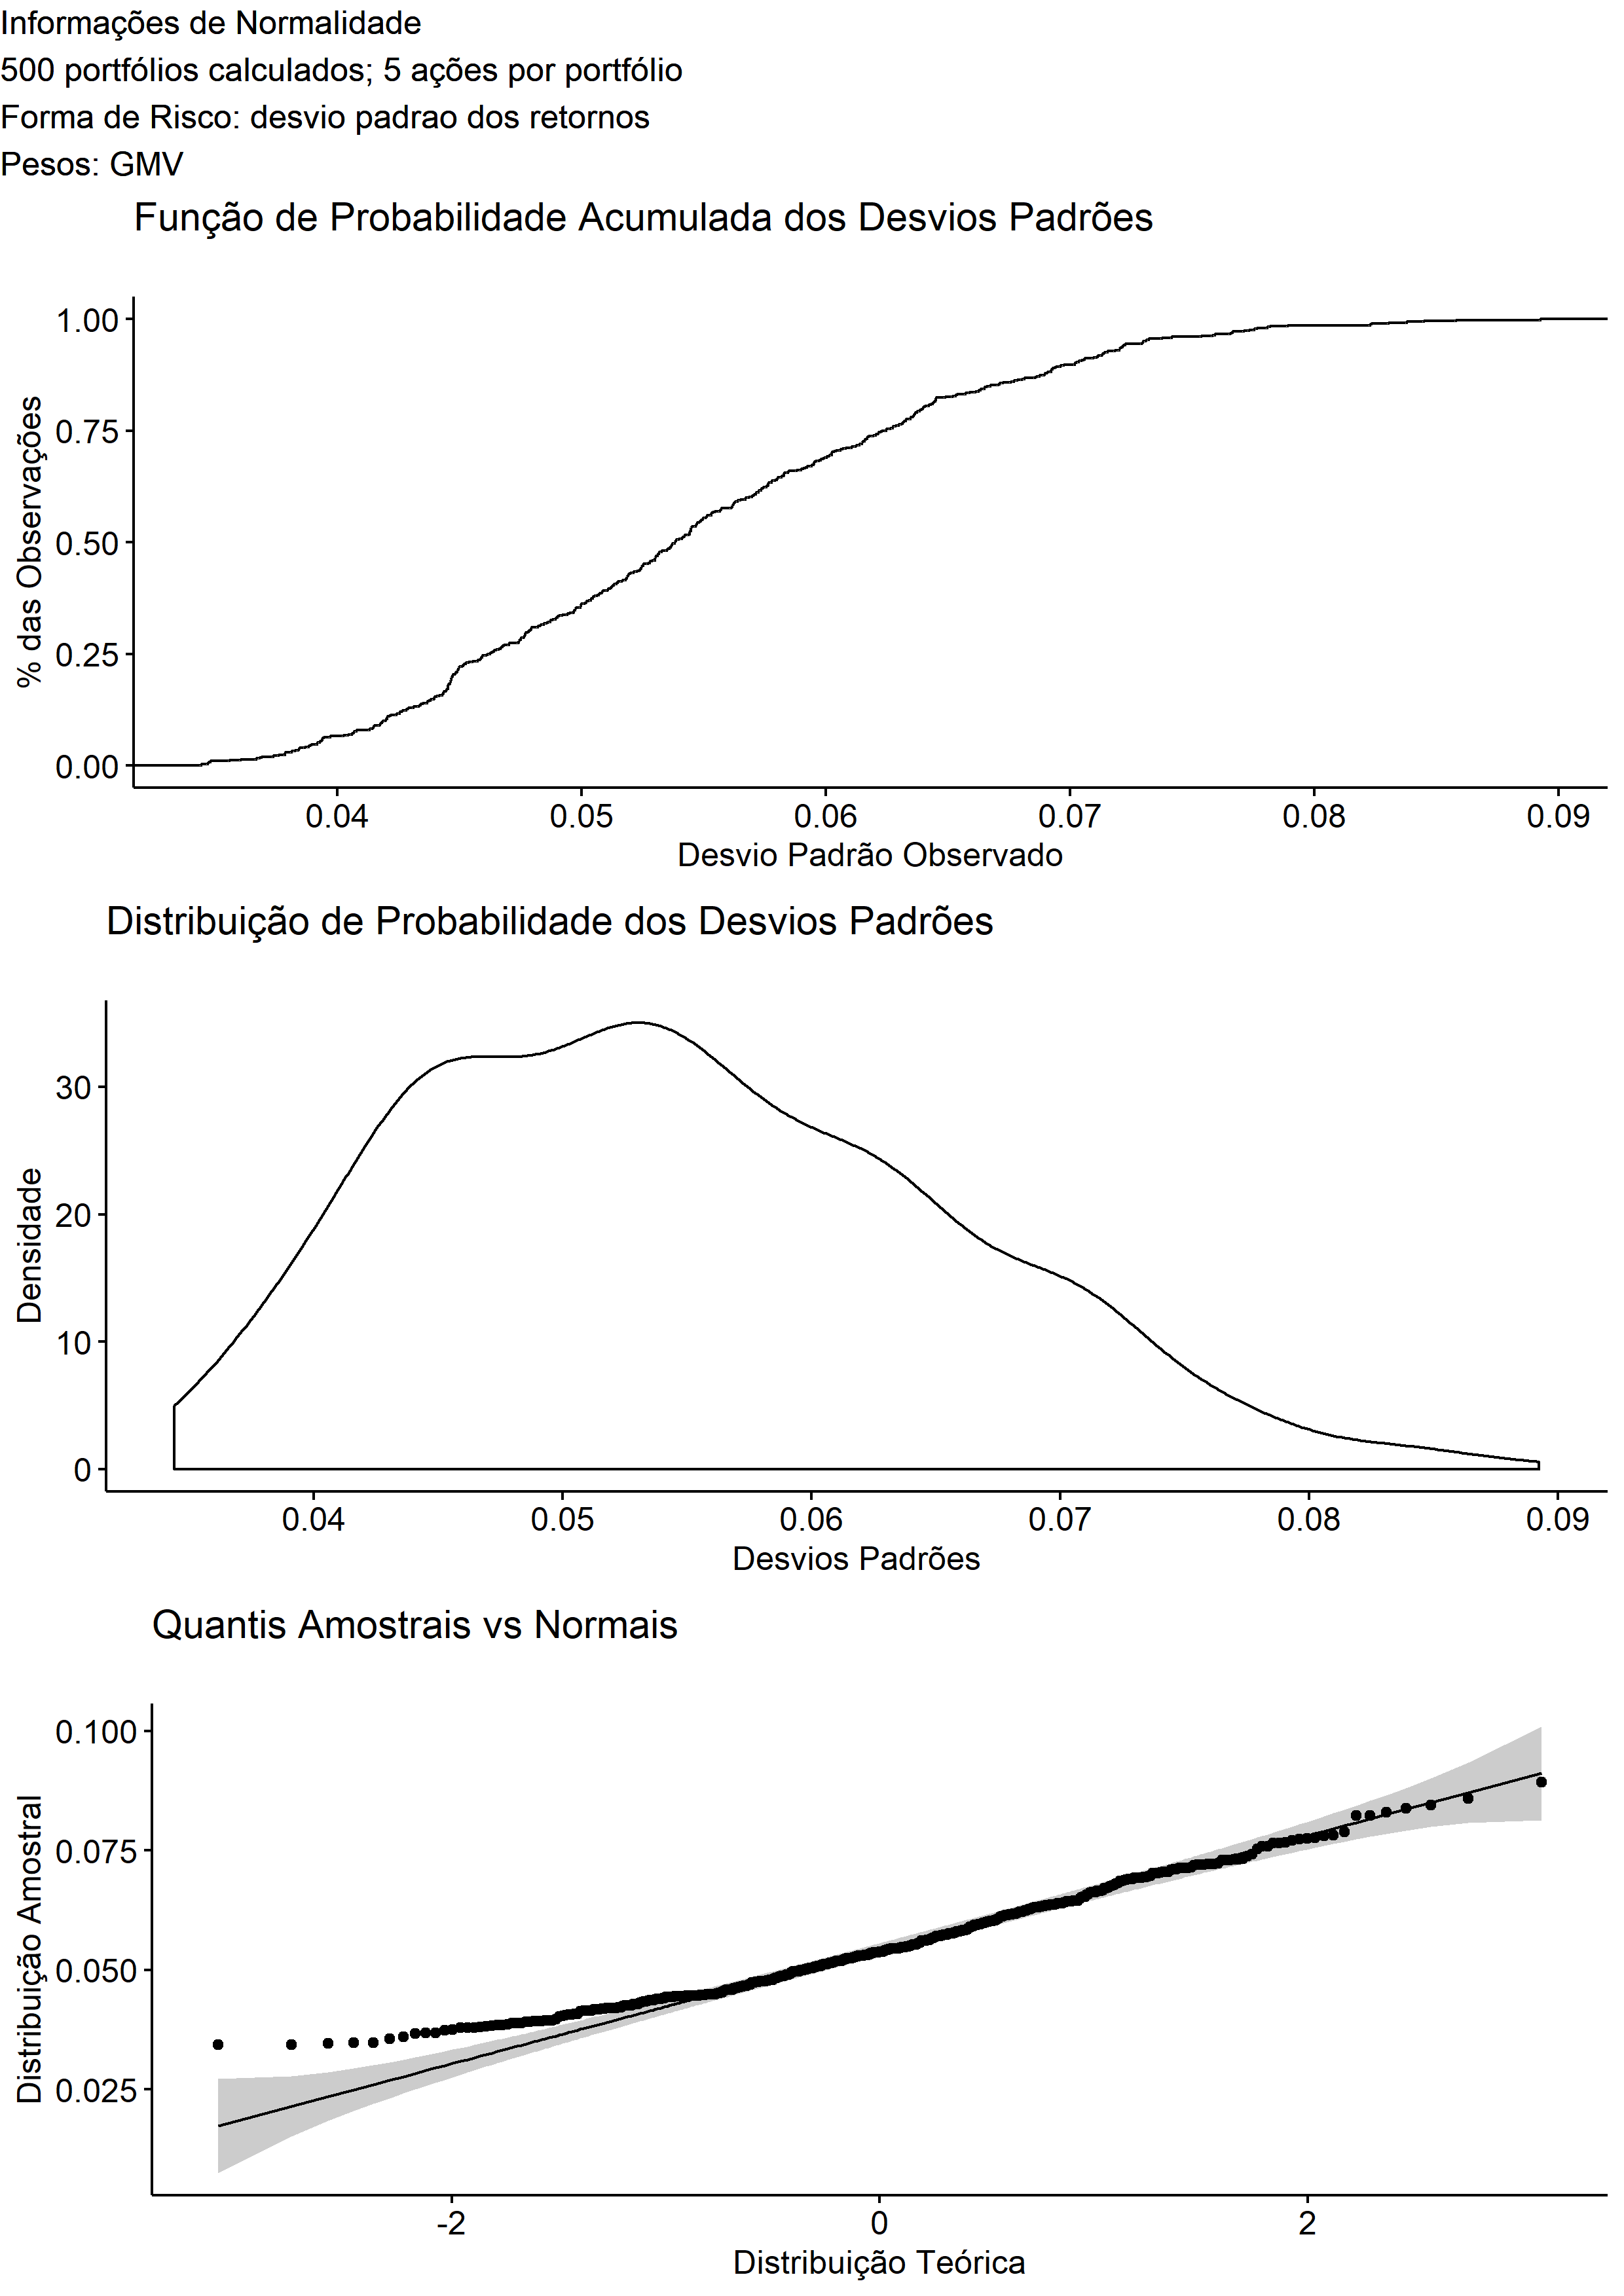 Informações de Normalidade
500 portfólios calculados; 5 ações por portfólio
Forma de Risco: desvio padrao dos retornos
Pesos: GMV
Função de Probabilidade Acumulada dos Desvios Padrões
% das Observações
1.00
0.75
0.50
0.25
0.00
0.04 0.05 0.06 0.07 0.08 0.09
Desvio Padrão Observado
Distribuição de Probabilidade dos Desvios Padrões
Densidade
30
20
10
0
0.04 0.05 0.06 0.07 0.08 0.09
Desvios Padrões
Quantis Amostrais vs Normais
Distribuição Amostral
0.100
0.075
0.050
0.025
-2 0 2
Distribuição Teórica